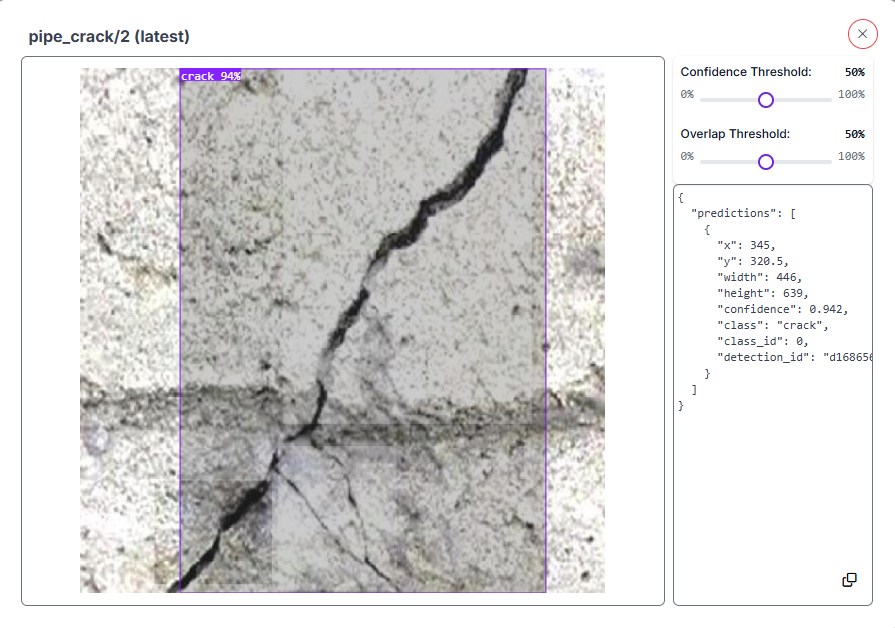 pipe_crack/2 (latest)
crack 94%
Confidence Threshold: 50%
0% 100%
Overlap Threshold: 50%
0% 100%
{
"predictions": [
{
"x": 345,
"y": 320.5,
"width": 446,
"height": 639,
"confidence": 0.942,
"class": "crack",
"class_id": 0,
"detection_id": "d16865
}
]
}